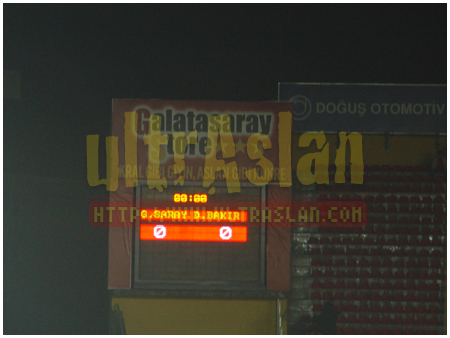 DOĞUŞ OTOMOTİV
Galatasaray
Store
ultrAslan
00:00
G.SARAY D.BAKIR
HTTP://WWW.ULTRASLAN.COM
0 0